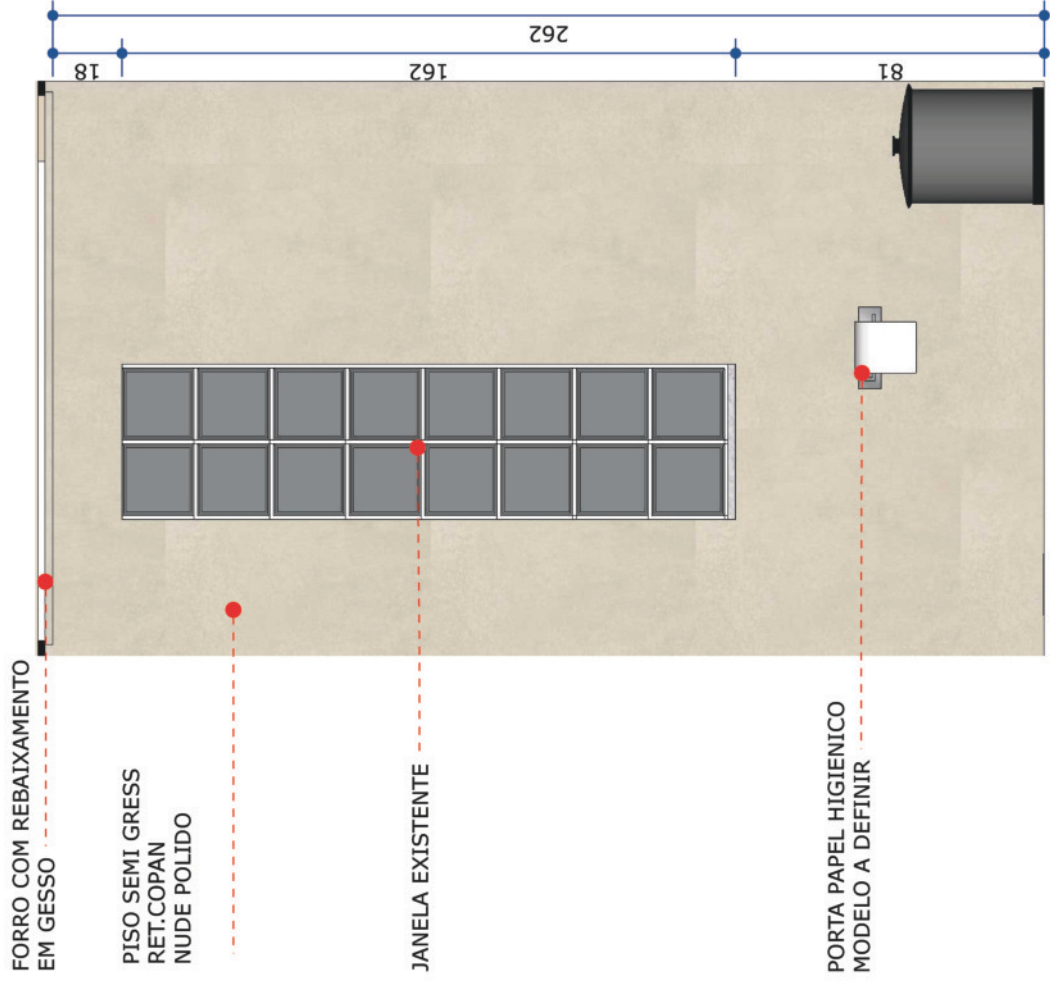 FORRO COM REBAIXAMENTO
EM GESSO
PISO SEMI GRESS
RET.COPAN
NUDE POLIDO
JANELA EXISTENTE
PORTA PAPEL HIGIENICO
MODELO A DEFINIR
18
162
81
262